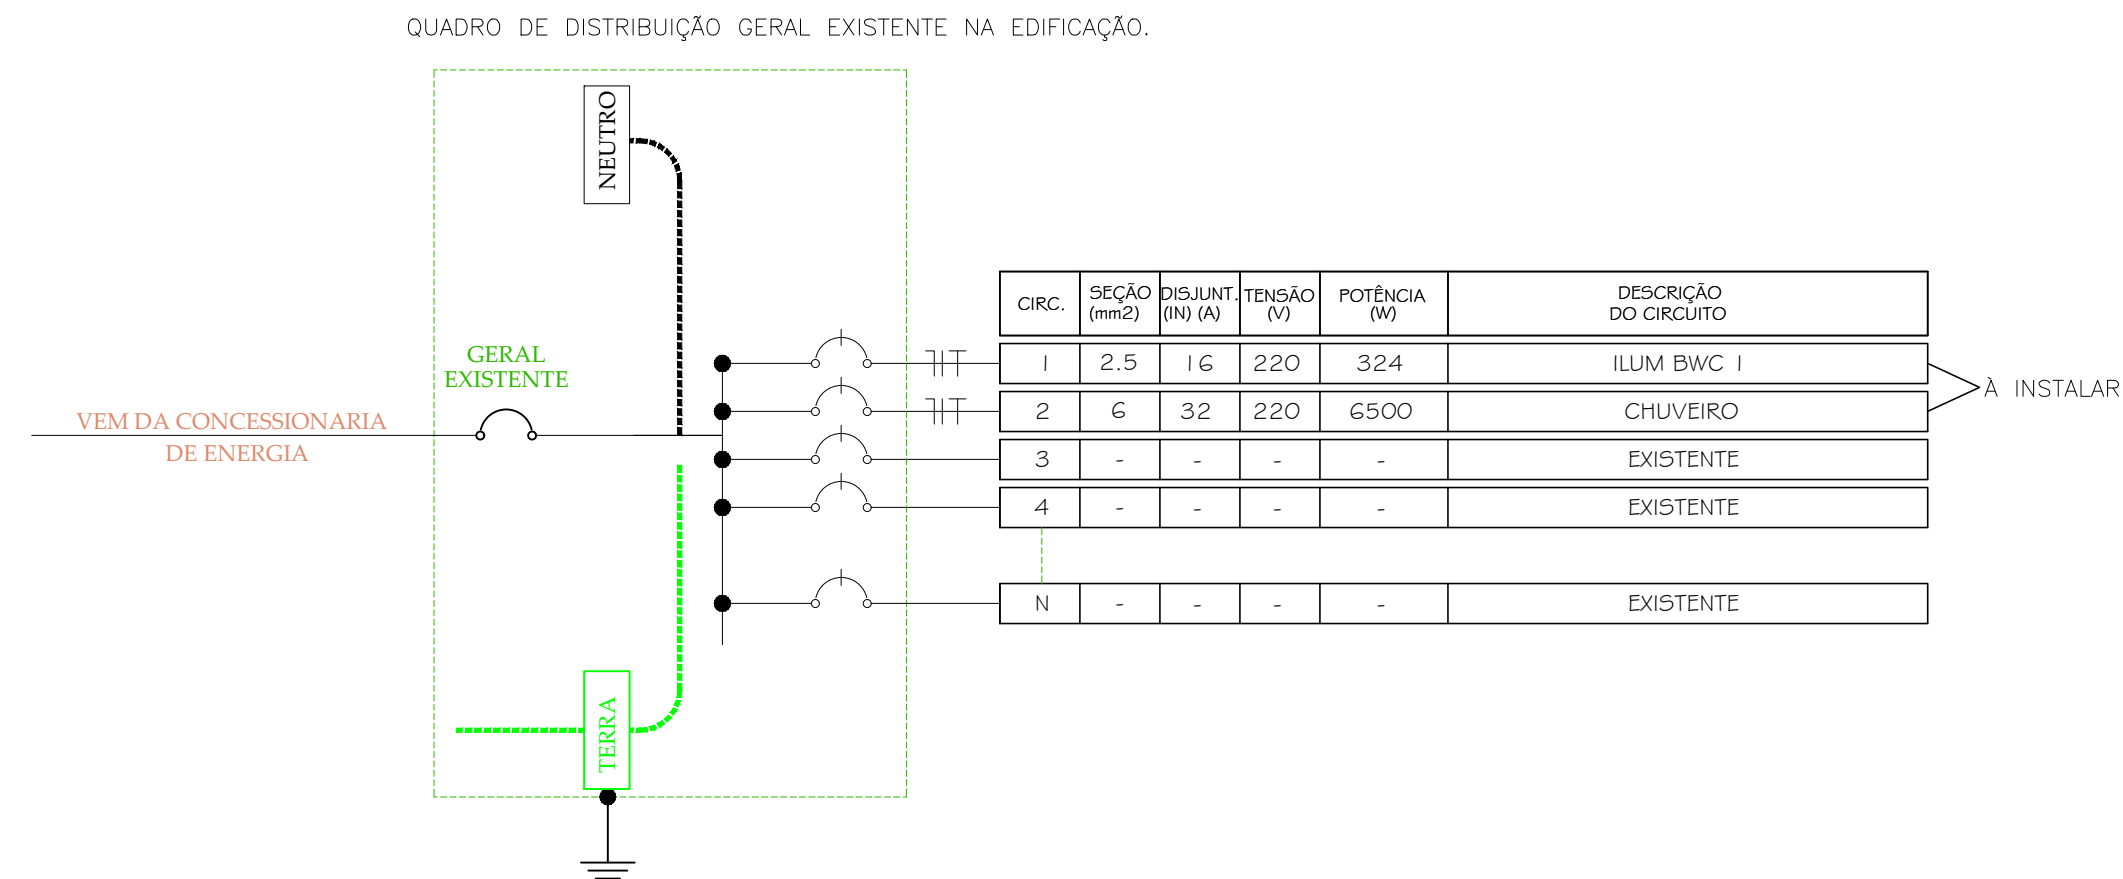 QUADRO DE DISTRIBUIÇÃO GERAL EXISTENTE NA EDIFICAÇÃO.
NEUTRO
GERAL
EXISTENTE
VEM DA CONCESSIONARIA
DE ENERGIA
TERRA
CIRC. SEÇÃO (mm2) DISJUNT. (IN) (A) TENSÃO (V) POTÊNCIA (W) DESCRIÇÃO DO CIRCUITO
1 2.5 16 220 324 ILUM BWC 1
2 6 32 220 6500 CHUVEIRO
À INSTALAR
3 - - - - EXISTENTE
4 - - - - EXISTENTE
N - - - - EXISTENTE